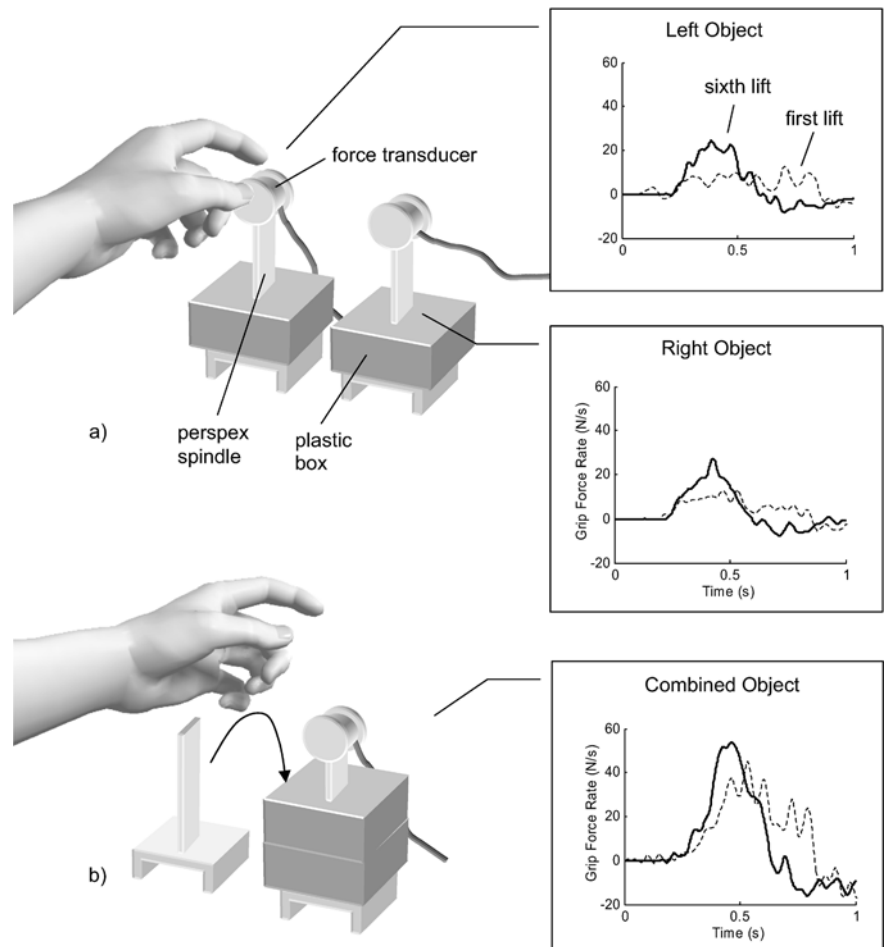 Left Object
60
40
20
0
-20
sixth lift
first lift
0
0.5
1
force transducer
a)
perspex
spindle
plastic
box
Right Object
Grip Force Rate (N/s)
60
40
20
0
-20
0
0.5
1
Time (s)
b)
Combined Object
Grip Force Rate (N/s)
60
40
20
0
-20
0
0.5
1
Time (s)